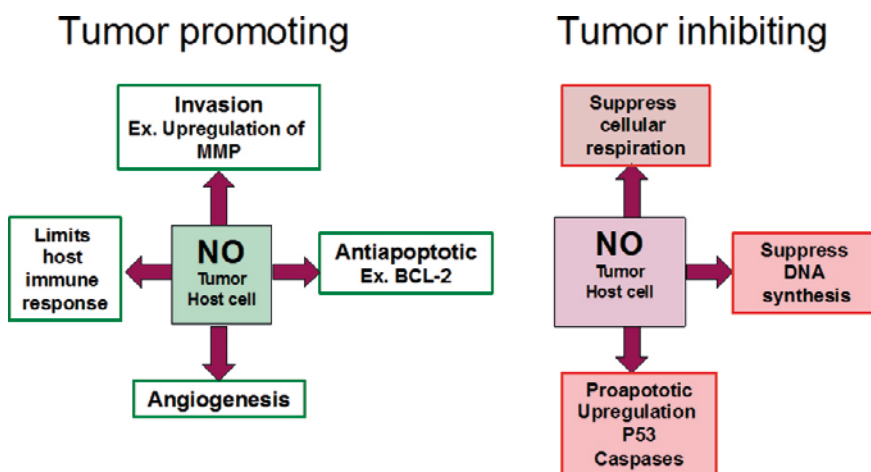 Tumor promoting
Invasion
Ex. Upregulation of
MMP
Limits
host
immune
response
NO
Tumor
Host cell
Antiapoptotic
Ex. BCL-2
Angiogenesis
Tumor inhibiting
Suppress
cellular
respiration
NO
Tumor
Host cell
Suppress
DNA
synthesis
Proapototic
Upregulation
P53
Caspases